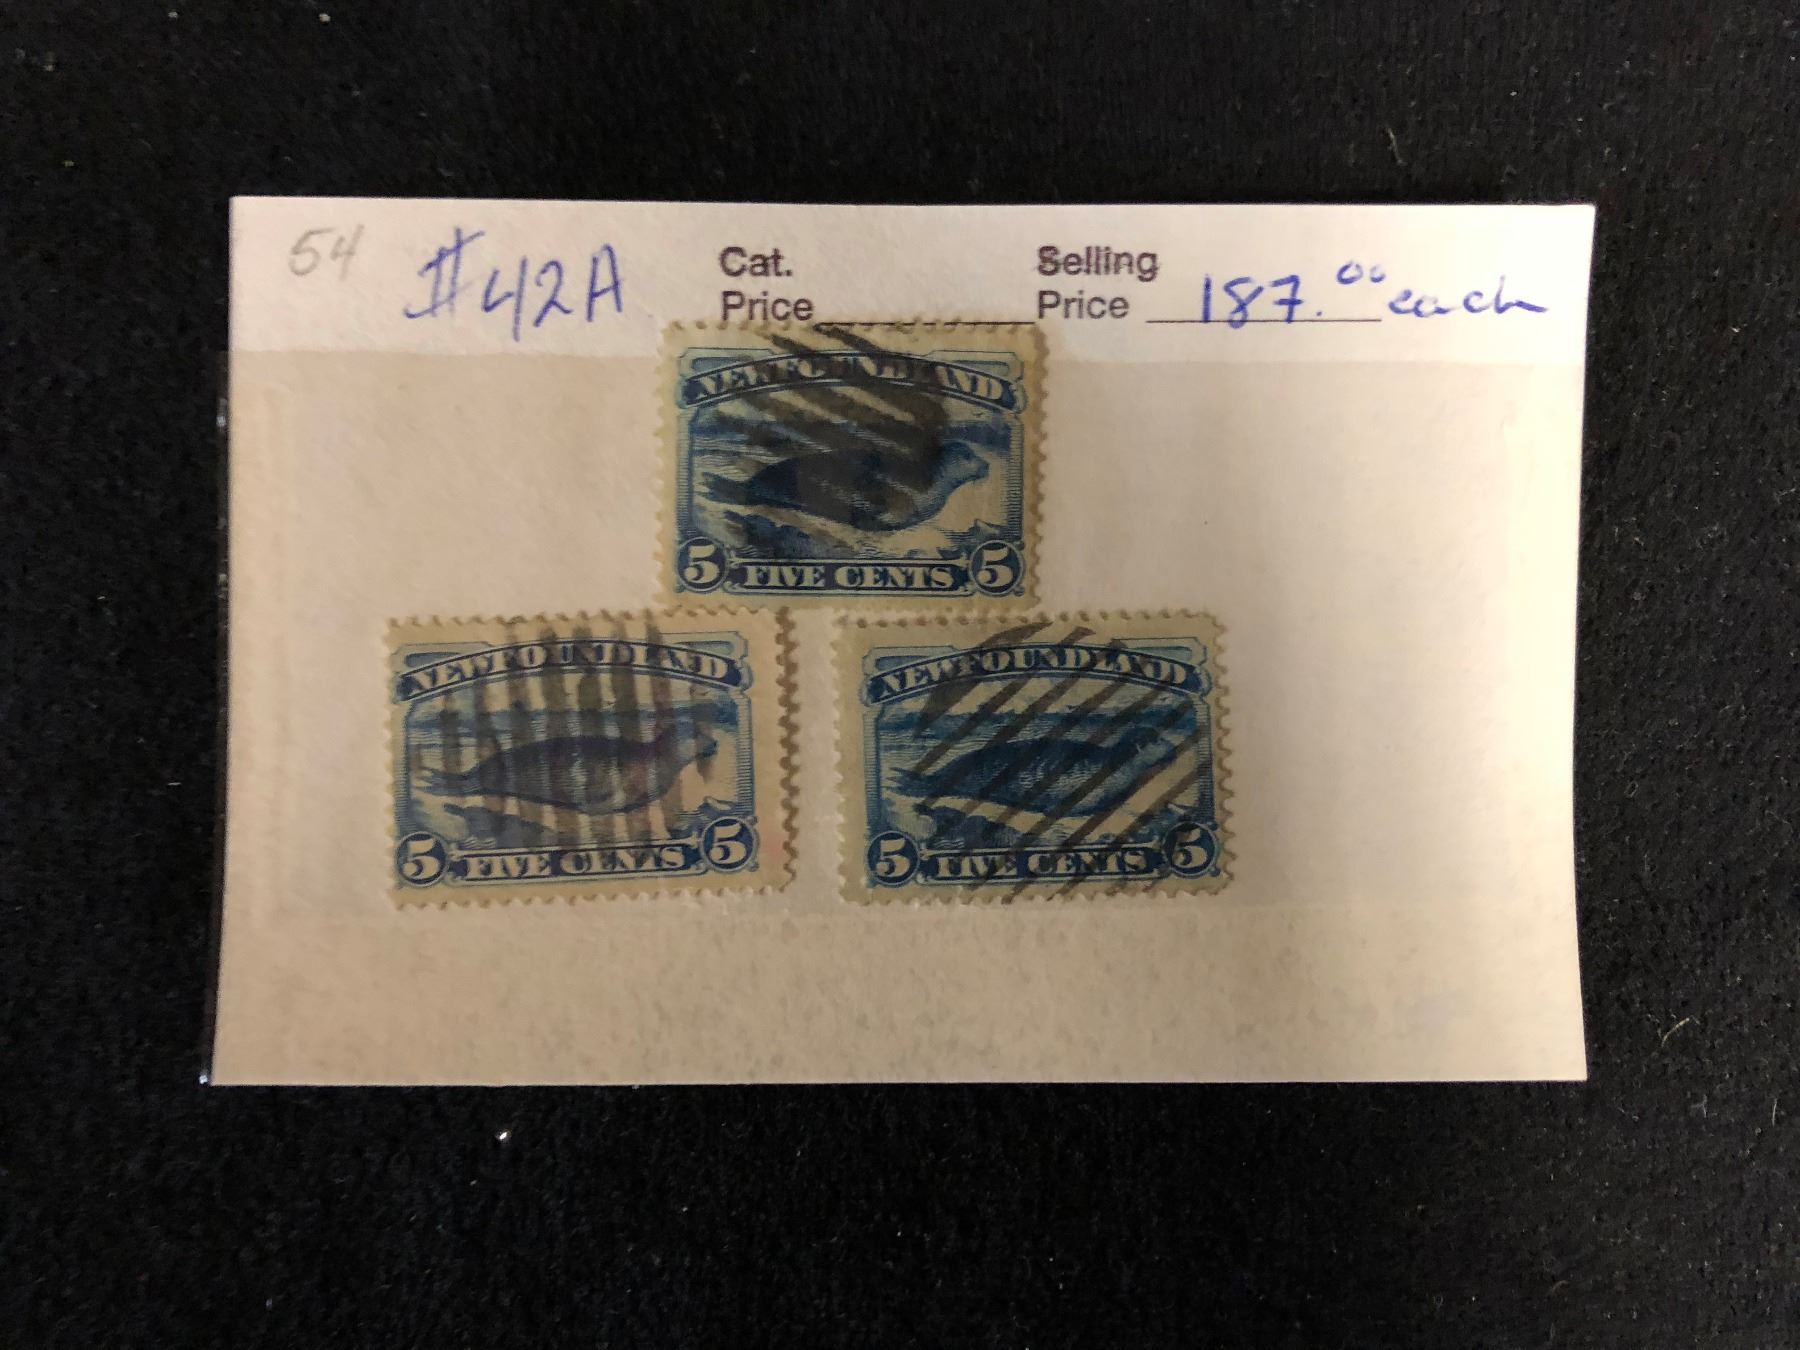 54 #42A Cat. Price Selling Price 187.00 each
NEWFOUNDLAND
5 FIVE CENTS 5
NEWFOUNDLAND
5 FIVE CENTS 5
NEWFOUNDLAND
5 FIVE CENTS 5